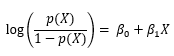 log(p(X)/(1 − p(X))) = β₀ + β₁X